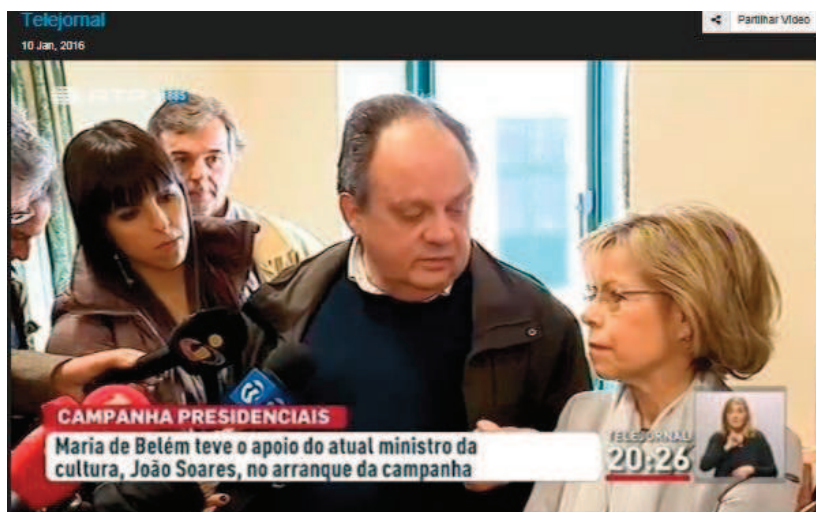 Telejornal
Partilhar Vídeo
10 Jan, 2016
RTP
CAMPANHA PRESIDENCIAIS
Maria de Belém teve o apoio do atual ministro da
cultura, João Soares, no arranque da campanha
TELEJORNAL
20:26